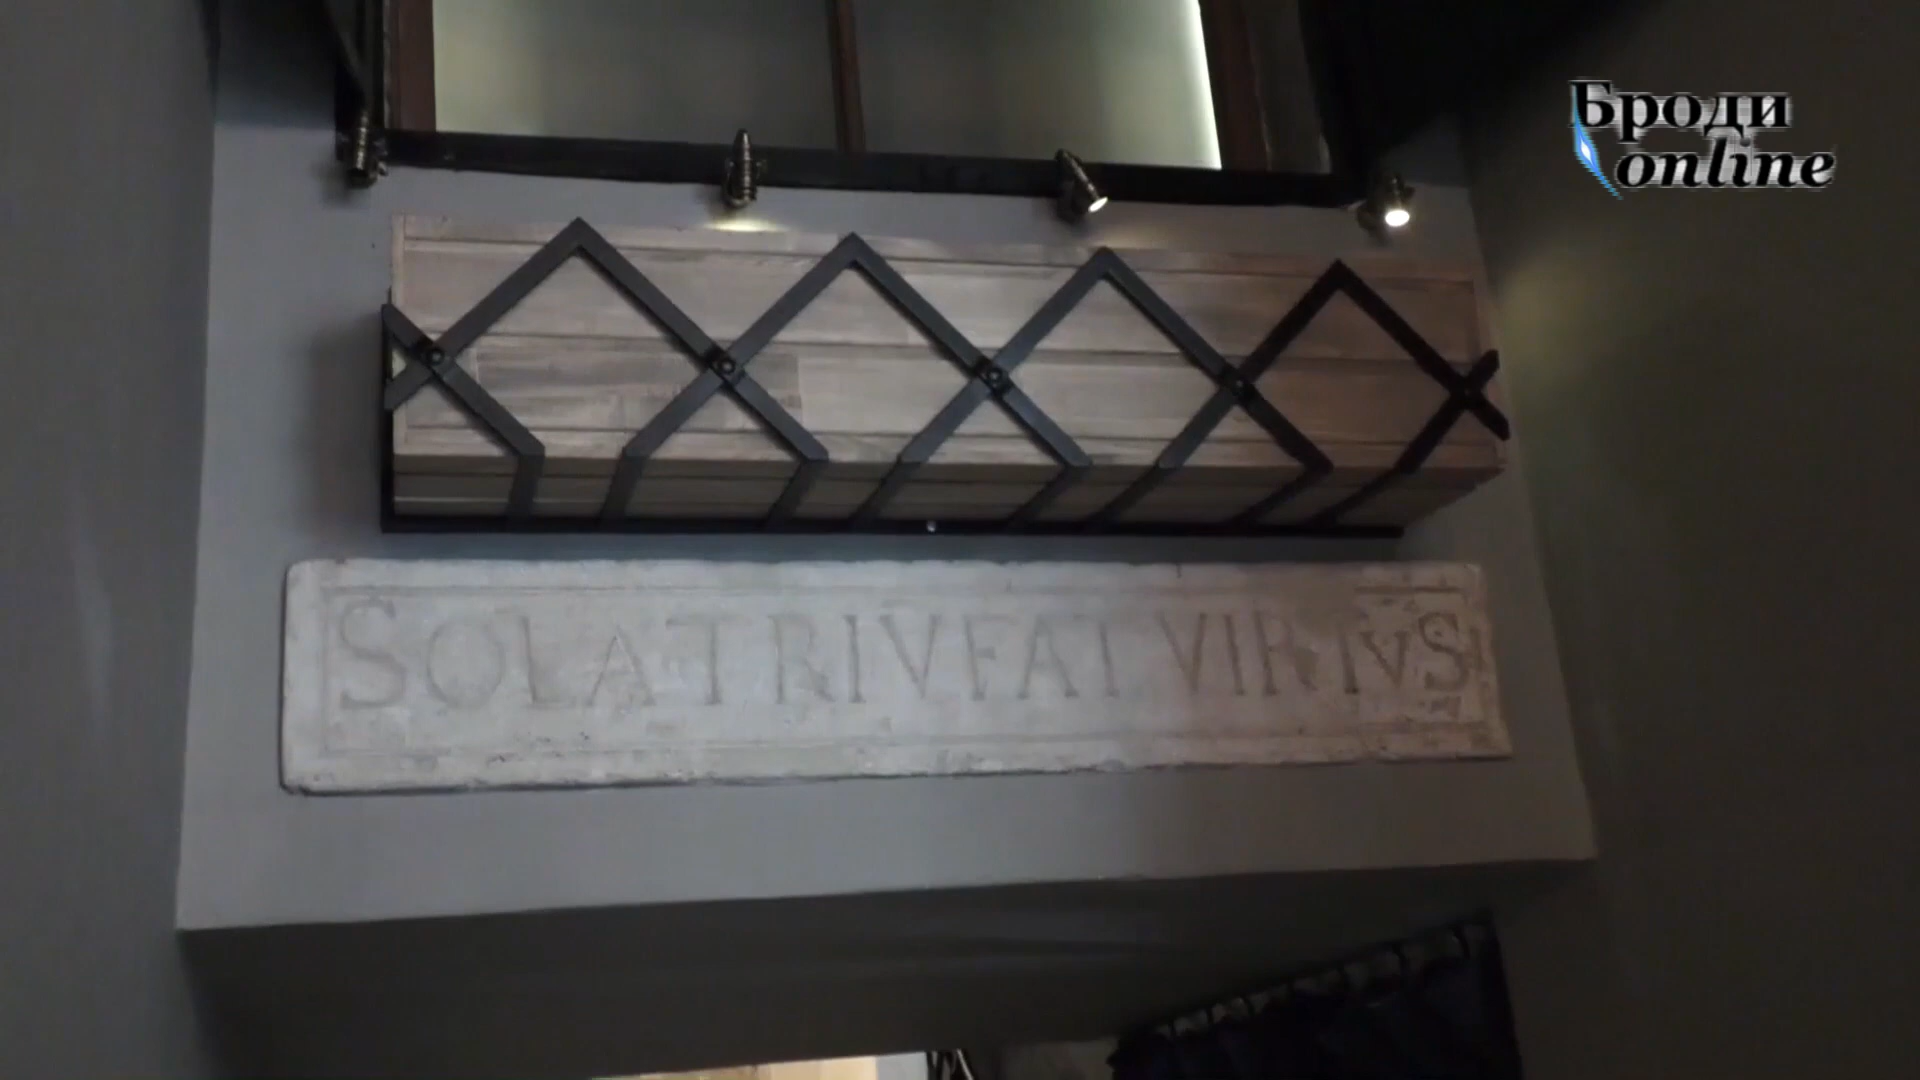 Броди
online
SOLA TRIVFAT VIRTVS